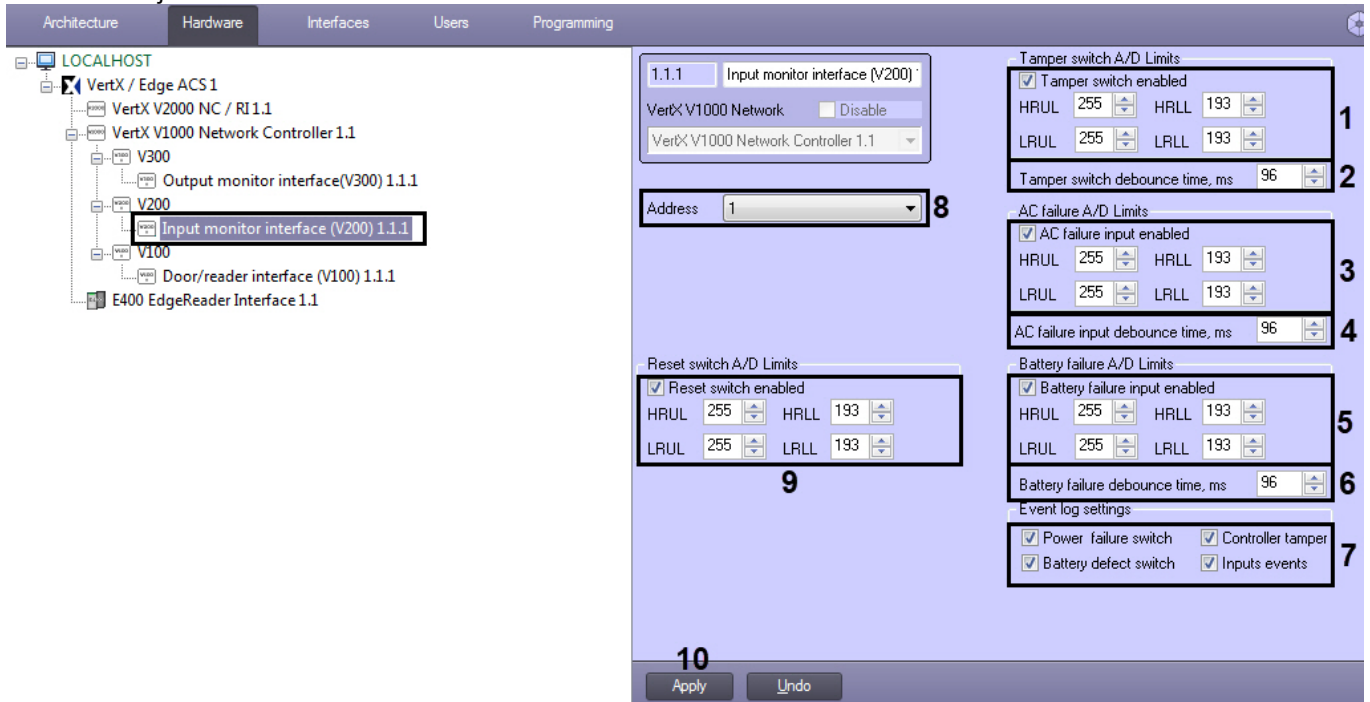 Architecture Hardware Interfaces Users Programming
LOCALHOST
VertX / Edge ACS 1
VertX V2000 NC / RI 1.1
VertX V1000 Network Controller 1.1
V300
Output monitor interface(V300) 1.1.1
V200
Input monitor interface (V200) 1.1.1
V100
Door/reader interface (V100) 1.1.1
E400 EdgeReader Interface 1.1
1.1.1 Input monitor interface (V200)
VertX V1000 Network Disable
VertX V1000 Network Controller 1.1
Address 1
8
Reset switch A/D Limits
Reset switch enabled
HRUL 255 HRLL 193
LRUL 255 LRLL 193
9
Tamper switch A/D Limits
Tamper switch enabled
HRUL 255 HRLL 193
LRUL 255 LRLL 193
1
Tamper switch debounce time, ms 96
2
AC failure A/D Limits
AC failure input enabled
HRUL 255 HRLL 193
LRUL 255 LRLL 193
3
AC failure input debounce time, ms 96
4
Battery failure A/D Limits
Battery failure input enabled
HRUL 255 HRLL 193
LRUL 255 LRLL 193
5
Battery failure debounce time, ms 96
6
Event log settings
Power failure switch Controller tamper
Battery defect switch Inputs events
7
10
Apply Undo